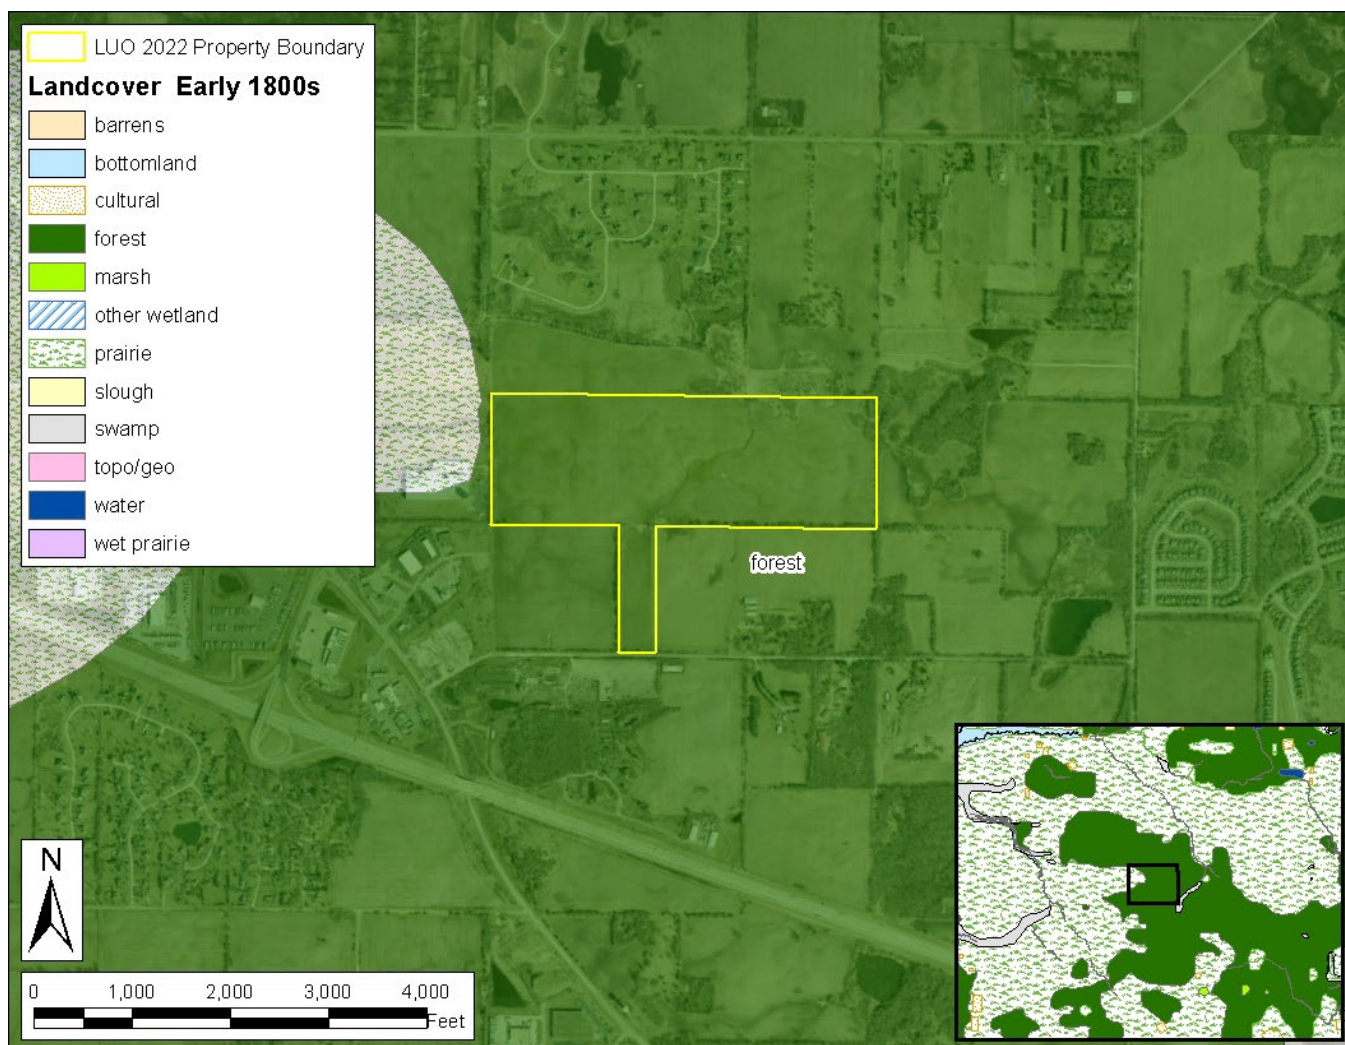 LUO 2022 Property Boundary
Landcover Early 1800s
barrens
bottomland
cultural
forest
marsh
other wetland
prairie
slough
swamp
topo/geo
water
wet prairie
forest
N
0 1,000 2,000 3,000 4,000
Feet